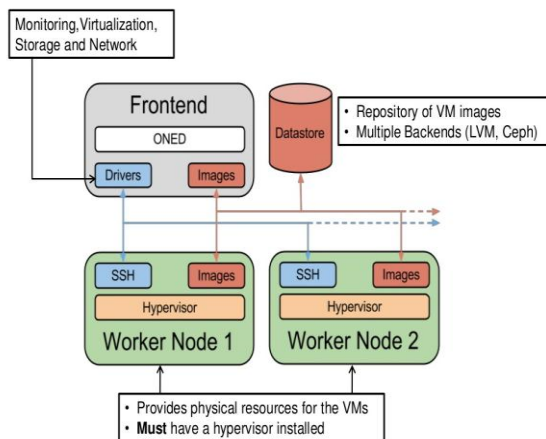 Monitoring,Virtualization,
Storage and Network
Frontend
ONED
Drivers
Images
Datastore
• Repository of VM images
• Multiple Backends (LVM, Ceph)
SSH
Images
Hypervisor
Worker Node 1
SSH
Images
Hypervisor
Worker Node 2
• Provides physical resources for the VMs
• Must have a hypervisor installed